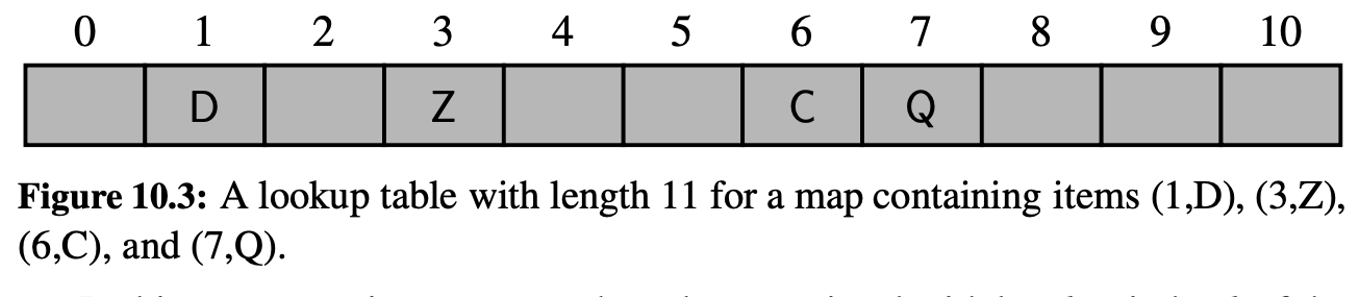 0 1 2 3 4 5 6 7 8 9 10
D Z C Q
Figure 10.3: A lookup table with length 11 for a map containing items (1,D), (3,Z),
(6,C), and (7,Q).